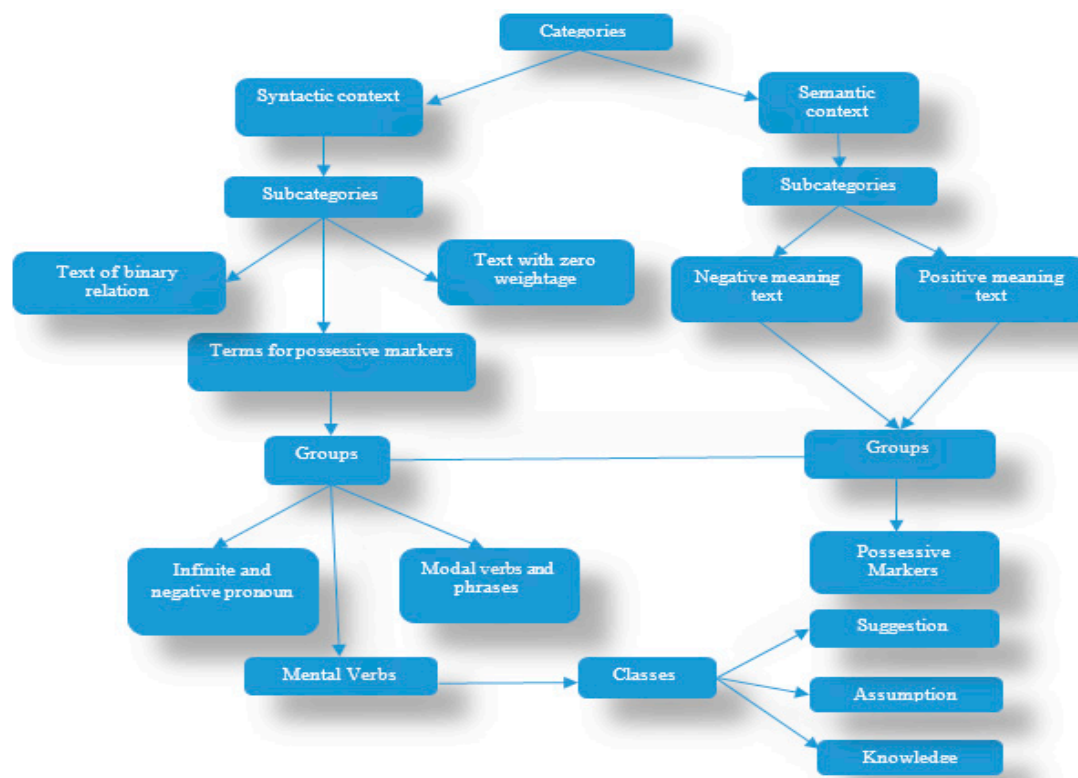 Categories
Syntactic context
Semantic
context
Subcategories
Subcategories
Text of binary
relation
Text with zero
weightage
Negative meaning
text
Positive meaning
text
Terms for possessive markers
Groups
Groups
Infinite and
negative pronoun
Modal verbs and
phrases
Possessive
Markers
Suggestion
Mental Verbs
Classes
Assumption
Knowledge